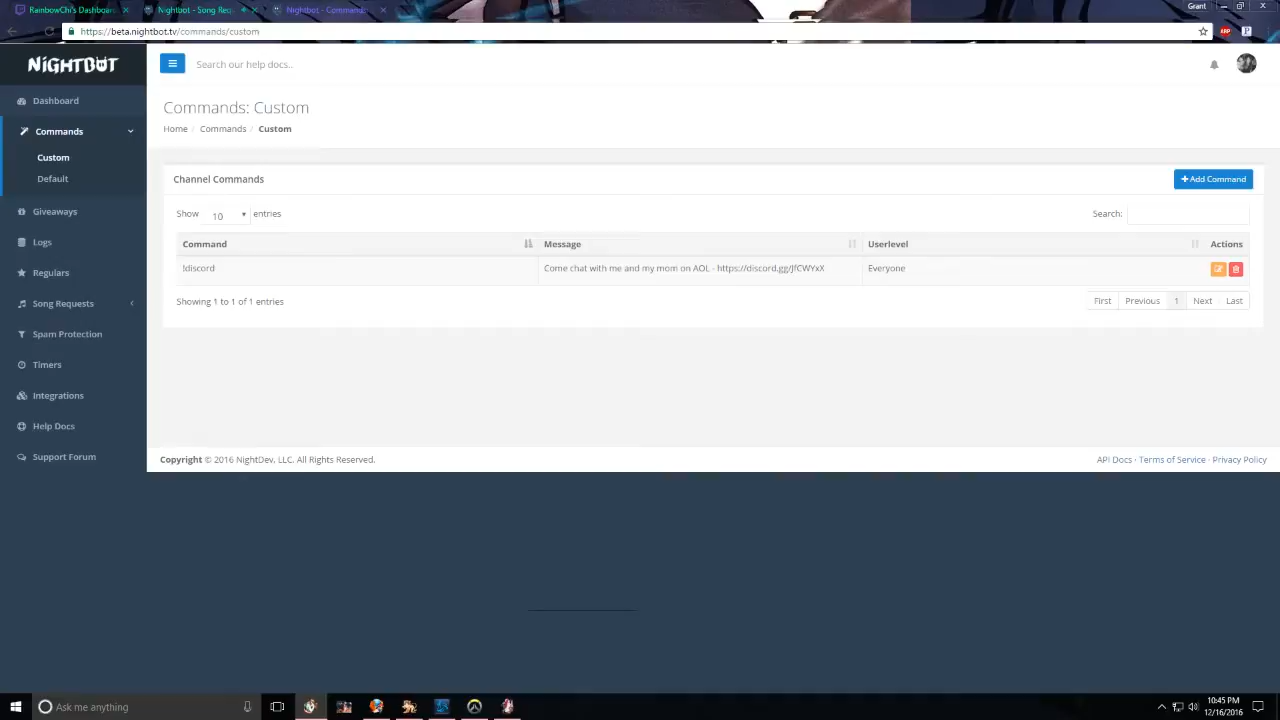 RainbowChi's Dashboard
Nightbot - Song Requ
Nightbot - Commands
Grant
https://beta.nightbot.tv/commands/custom
ABP
NIGHTBOT
Search our help docs..
Dashboard
Commands
Custom
Default
Giveaways
Logs
Regulars
Song Requests
Spam Protection
Timers
Integrations
Help Docs
Support Forum
Commands: Custom
Home / Commands / Custom
Channel Commands
Add Command
Show 10 entries
Search:
Command Message Userlevel Actions
!discord Come chat with me and my mom on AOL - https://discord.gg/JfCWYxX Everyone
Showing 1 to 1 of 1 entries
First Previous 1 Next Last
Copyright © 2016 NightDev, LLC, All Rights Reserved.
API Docs · Terms of Service · Privacy Policy
Ask me anything
10:45 PM
12/16/2016